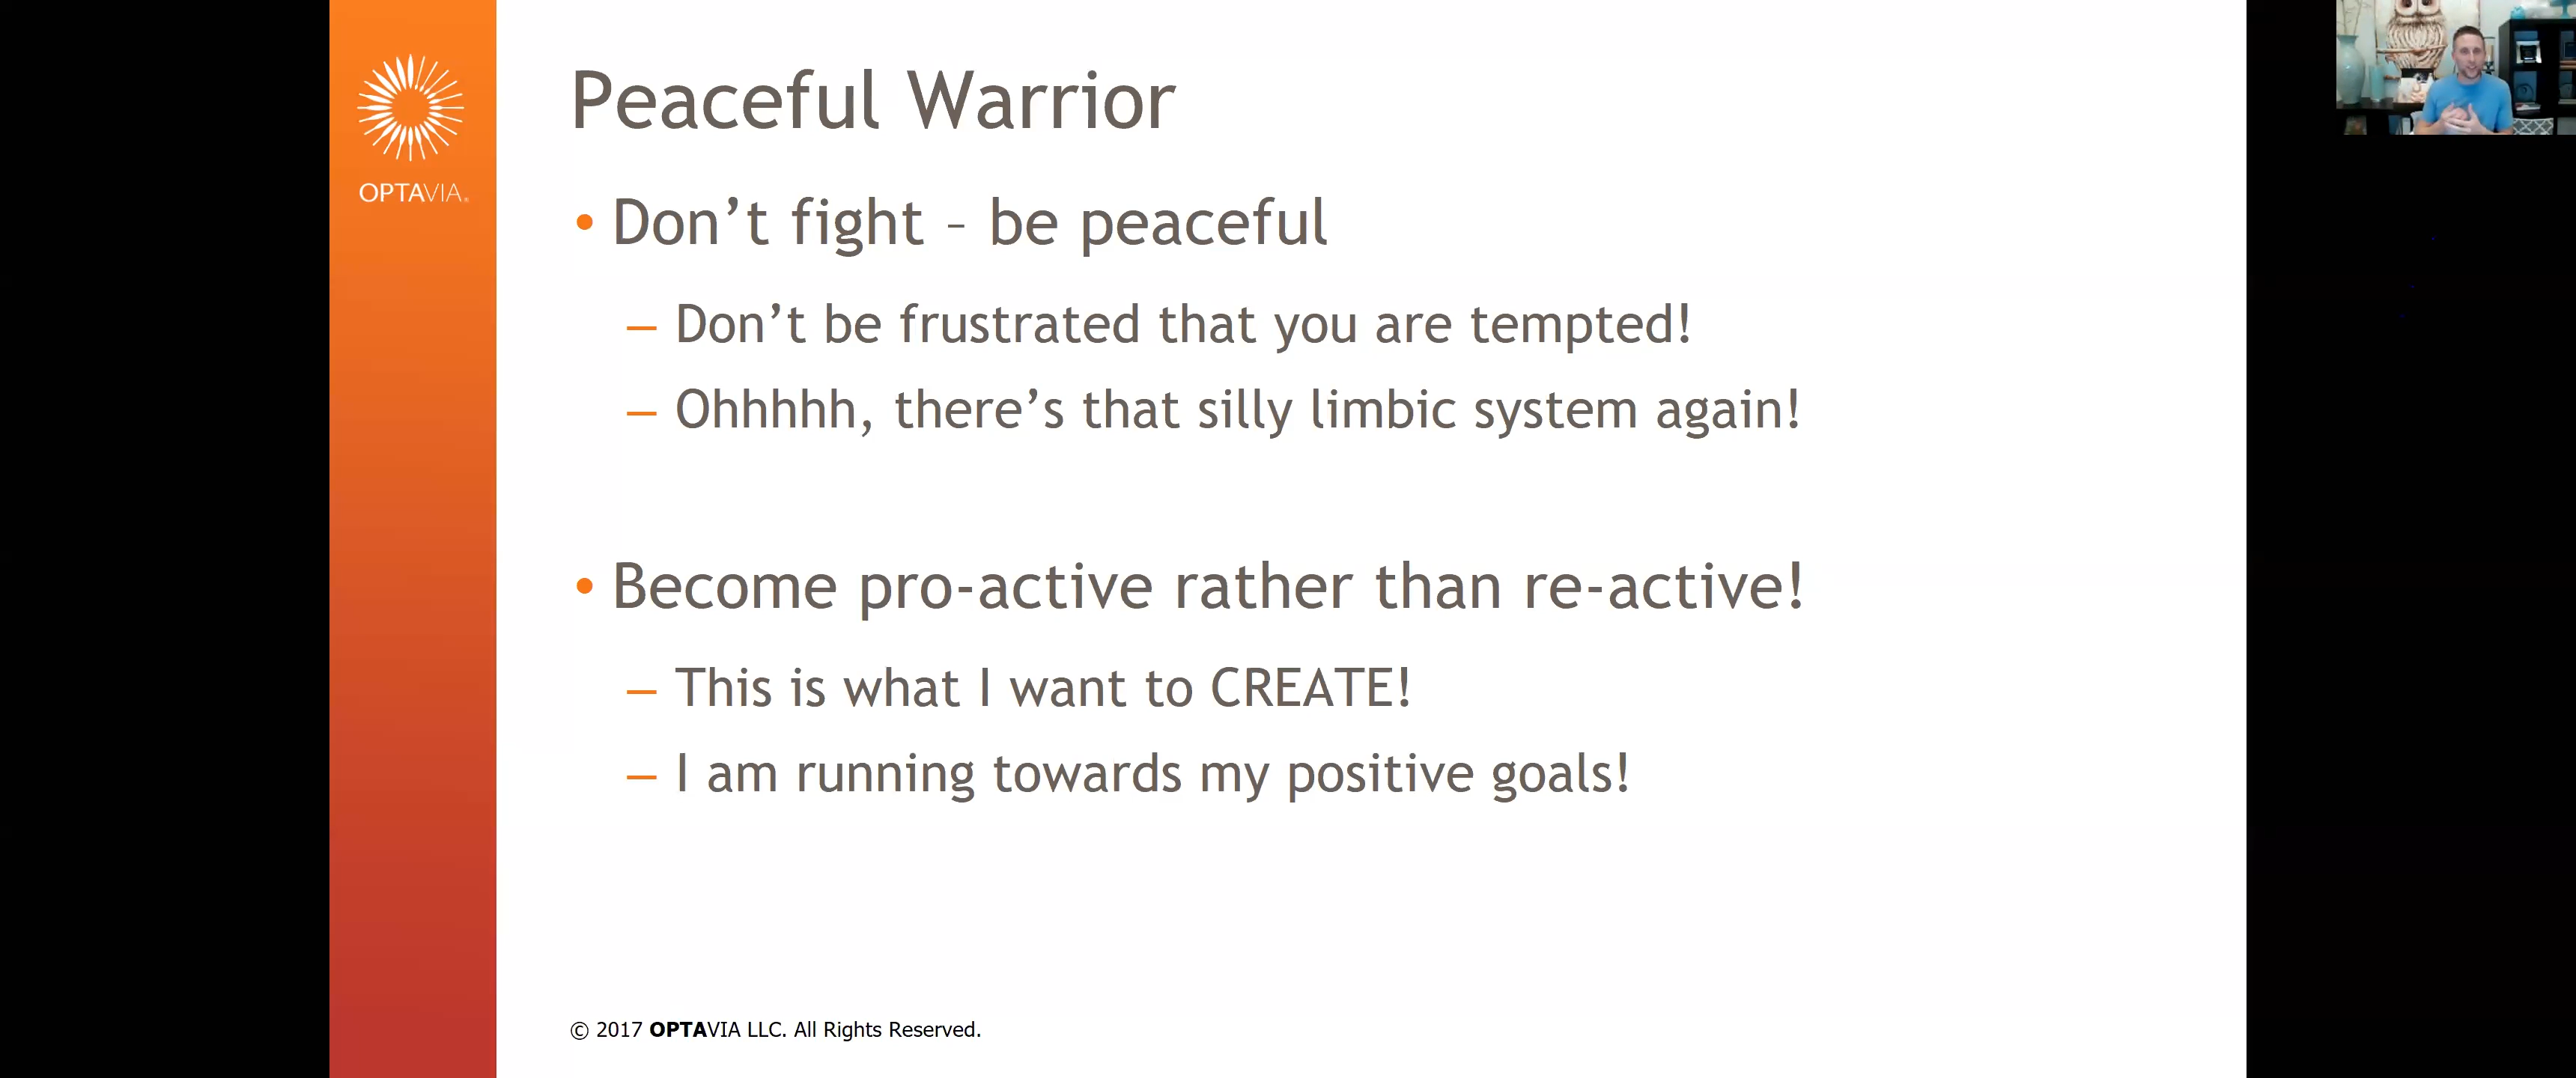 OPTAVIA®
Peaceful Warrior
• Don’t fight – be peaceful
– Don’t be frustrated that you are tempted!
– Ohhhhh, there’s that silly limbic system again!
• Become pro-active rather than re-active!
– This is what I want to CREATE!
– I am running towards my positive goals!
© 2017 OPTAVIA LLC. All Rights Reserved.